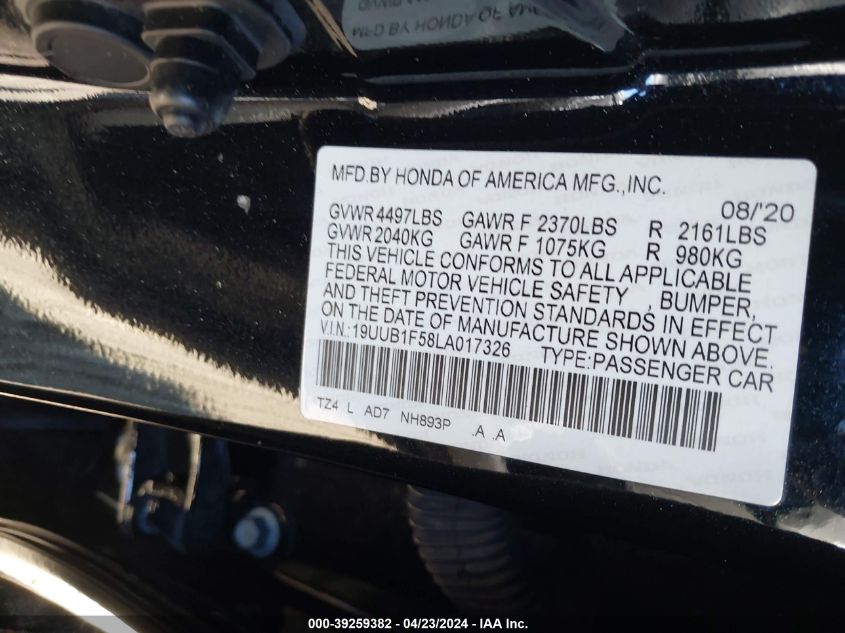 MFD.BY HONDA OF AMERICA MFG.,INC.
08/'20
GVWR 4497LBS GAWR F 2370LBS R 2161LBS
GVWR 2040KG GAWR F 1075KG R 980KG
THIS VEHICLE CONFORMS TO ALL APPLICABLE
FEDERAL MOTOR VEHICLE SAFETY , BUMPER,
AND THEFT PREVENTION STANDARDS IN EFFECT
ON THE DATE OF MANUFACTURE SHOWN ABOVE.
V.I.N.:19UUB1F58LA017326 TYPE:PASSENGER CAR
TZ4 L AD7 NH893P .A .A
000-39259382 - 04/23/2024 - IAA Inc.